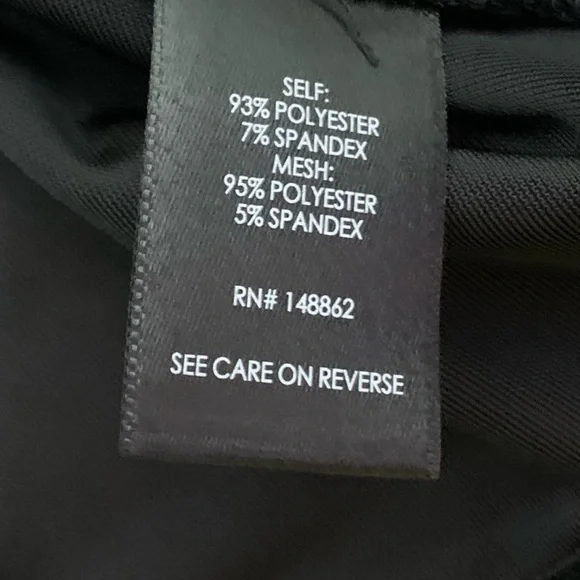 SELF:
93% POLYESTER
7% SPANDEX
MESH:
95% POLYESTER
5% SPANDEX
RN# 148862
SEE CARE ON REVERSE